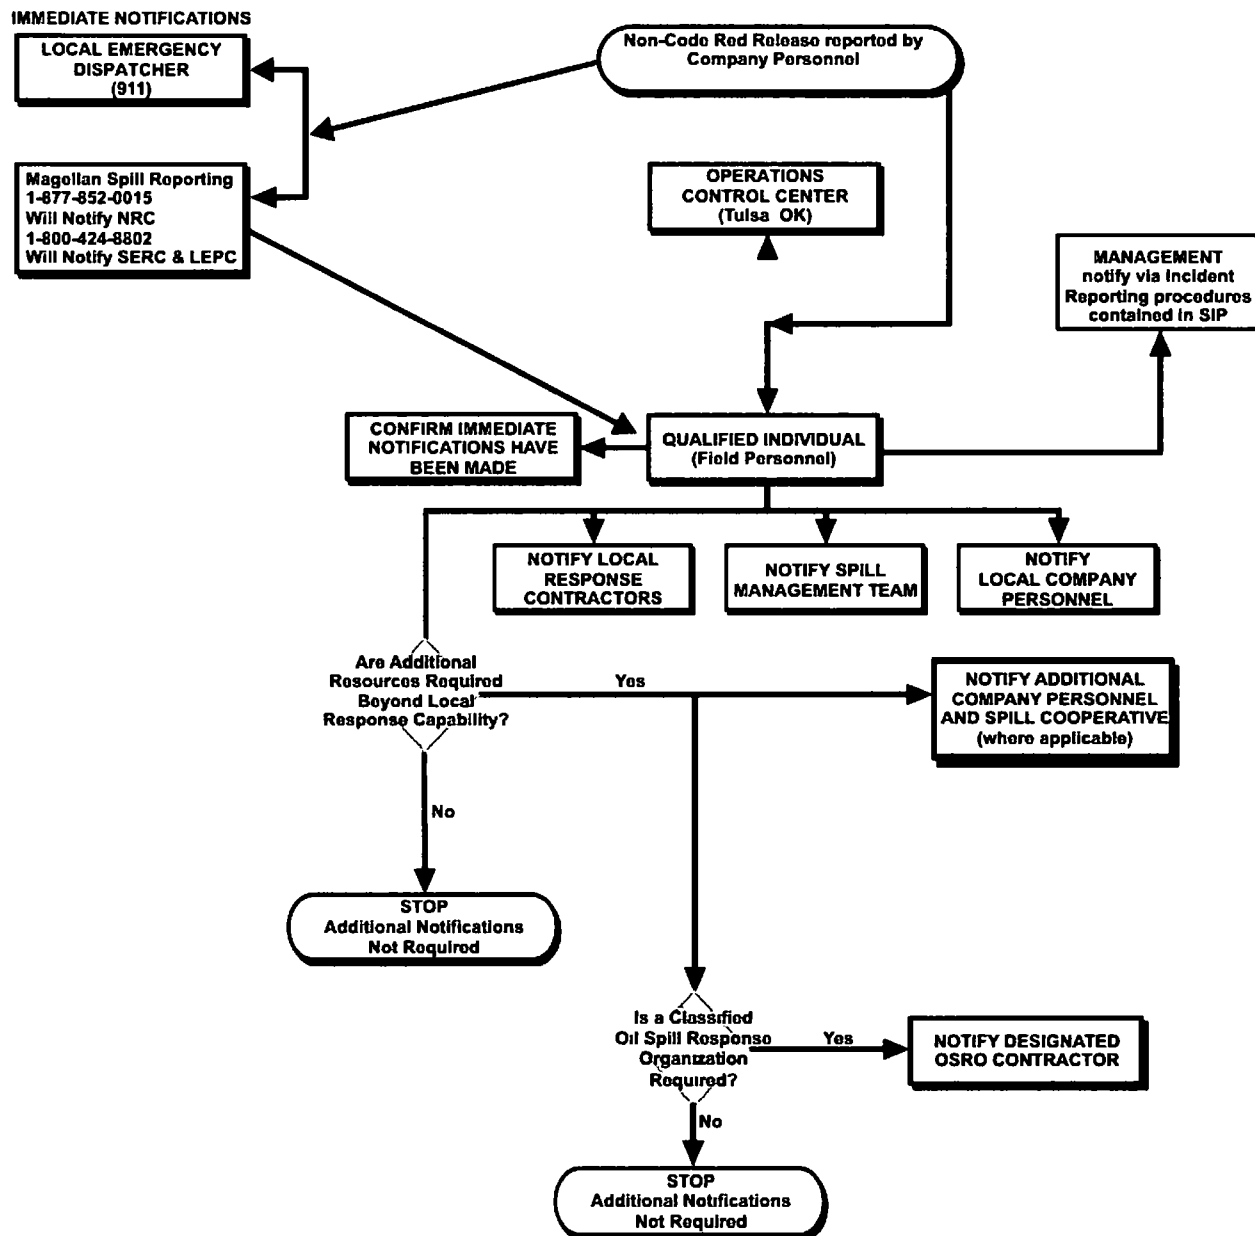 IMMEDIATE NOTIFICATIONS
LOCAL EMERGENCY
DISPATCHER
(911)
Non-Code Red Release reported by
Company Personnel
Magellan Spill Reporting
1-877-852-0015
Will Notify NRC
1-800-424-8802
Will Notify SERC & LEPC
OPERATIONS
CONTROL CENTER
(Tulsa OK)
MANAGEMENT
notify via Incident
Reporting procedures
contained in SIP
CONFIRM IMMEDIATE
NOTIFICATIONS HAVE
BEEN MADE
QUALIFIED INDIVIDUAL
(Field Personnel)
NOTIFY LOCAL
RESPONSE
CONTRACTORS
NOTIFY SPILL
MANAGEMENT TEAM
NOTIFY
LOCAL COMPANY
PERSONNEL
Are Additional
Resources Required
Beyond Local
Response Capability?
Yes
NOTIFY ADDITIONAL
COMPANY PERSONNEL
AND SPILL COOPERATIVE
(where applicable)
No
STOP
Additional Notifications
Not Required
Is a Classified
Oil Spill Response
Organization
Required?
Yes
NOTIFY DESIGNATED
OSRO CONTRACTOR
No
STOP
Additional Notifications
Not Required